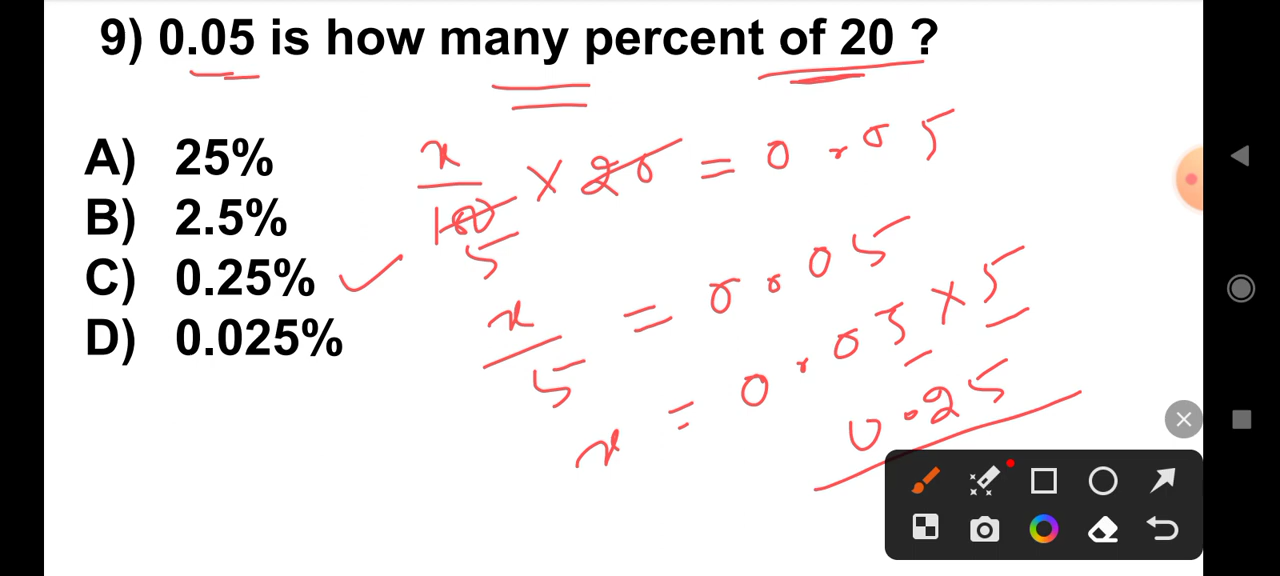 9) 0.05 is how many percent of 20 ?
A) 25%
B) 2.5%
C) 0.25% ✓
D) 0.025%
x/100 × 20 = 0.05
5
x/5 = 0.05
x = 0.05 × 5
0.25